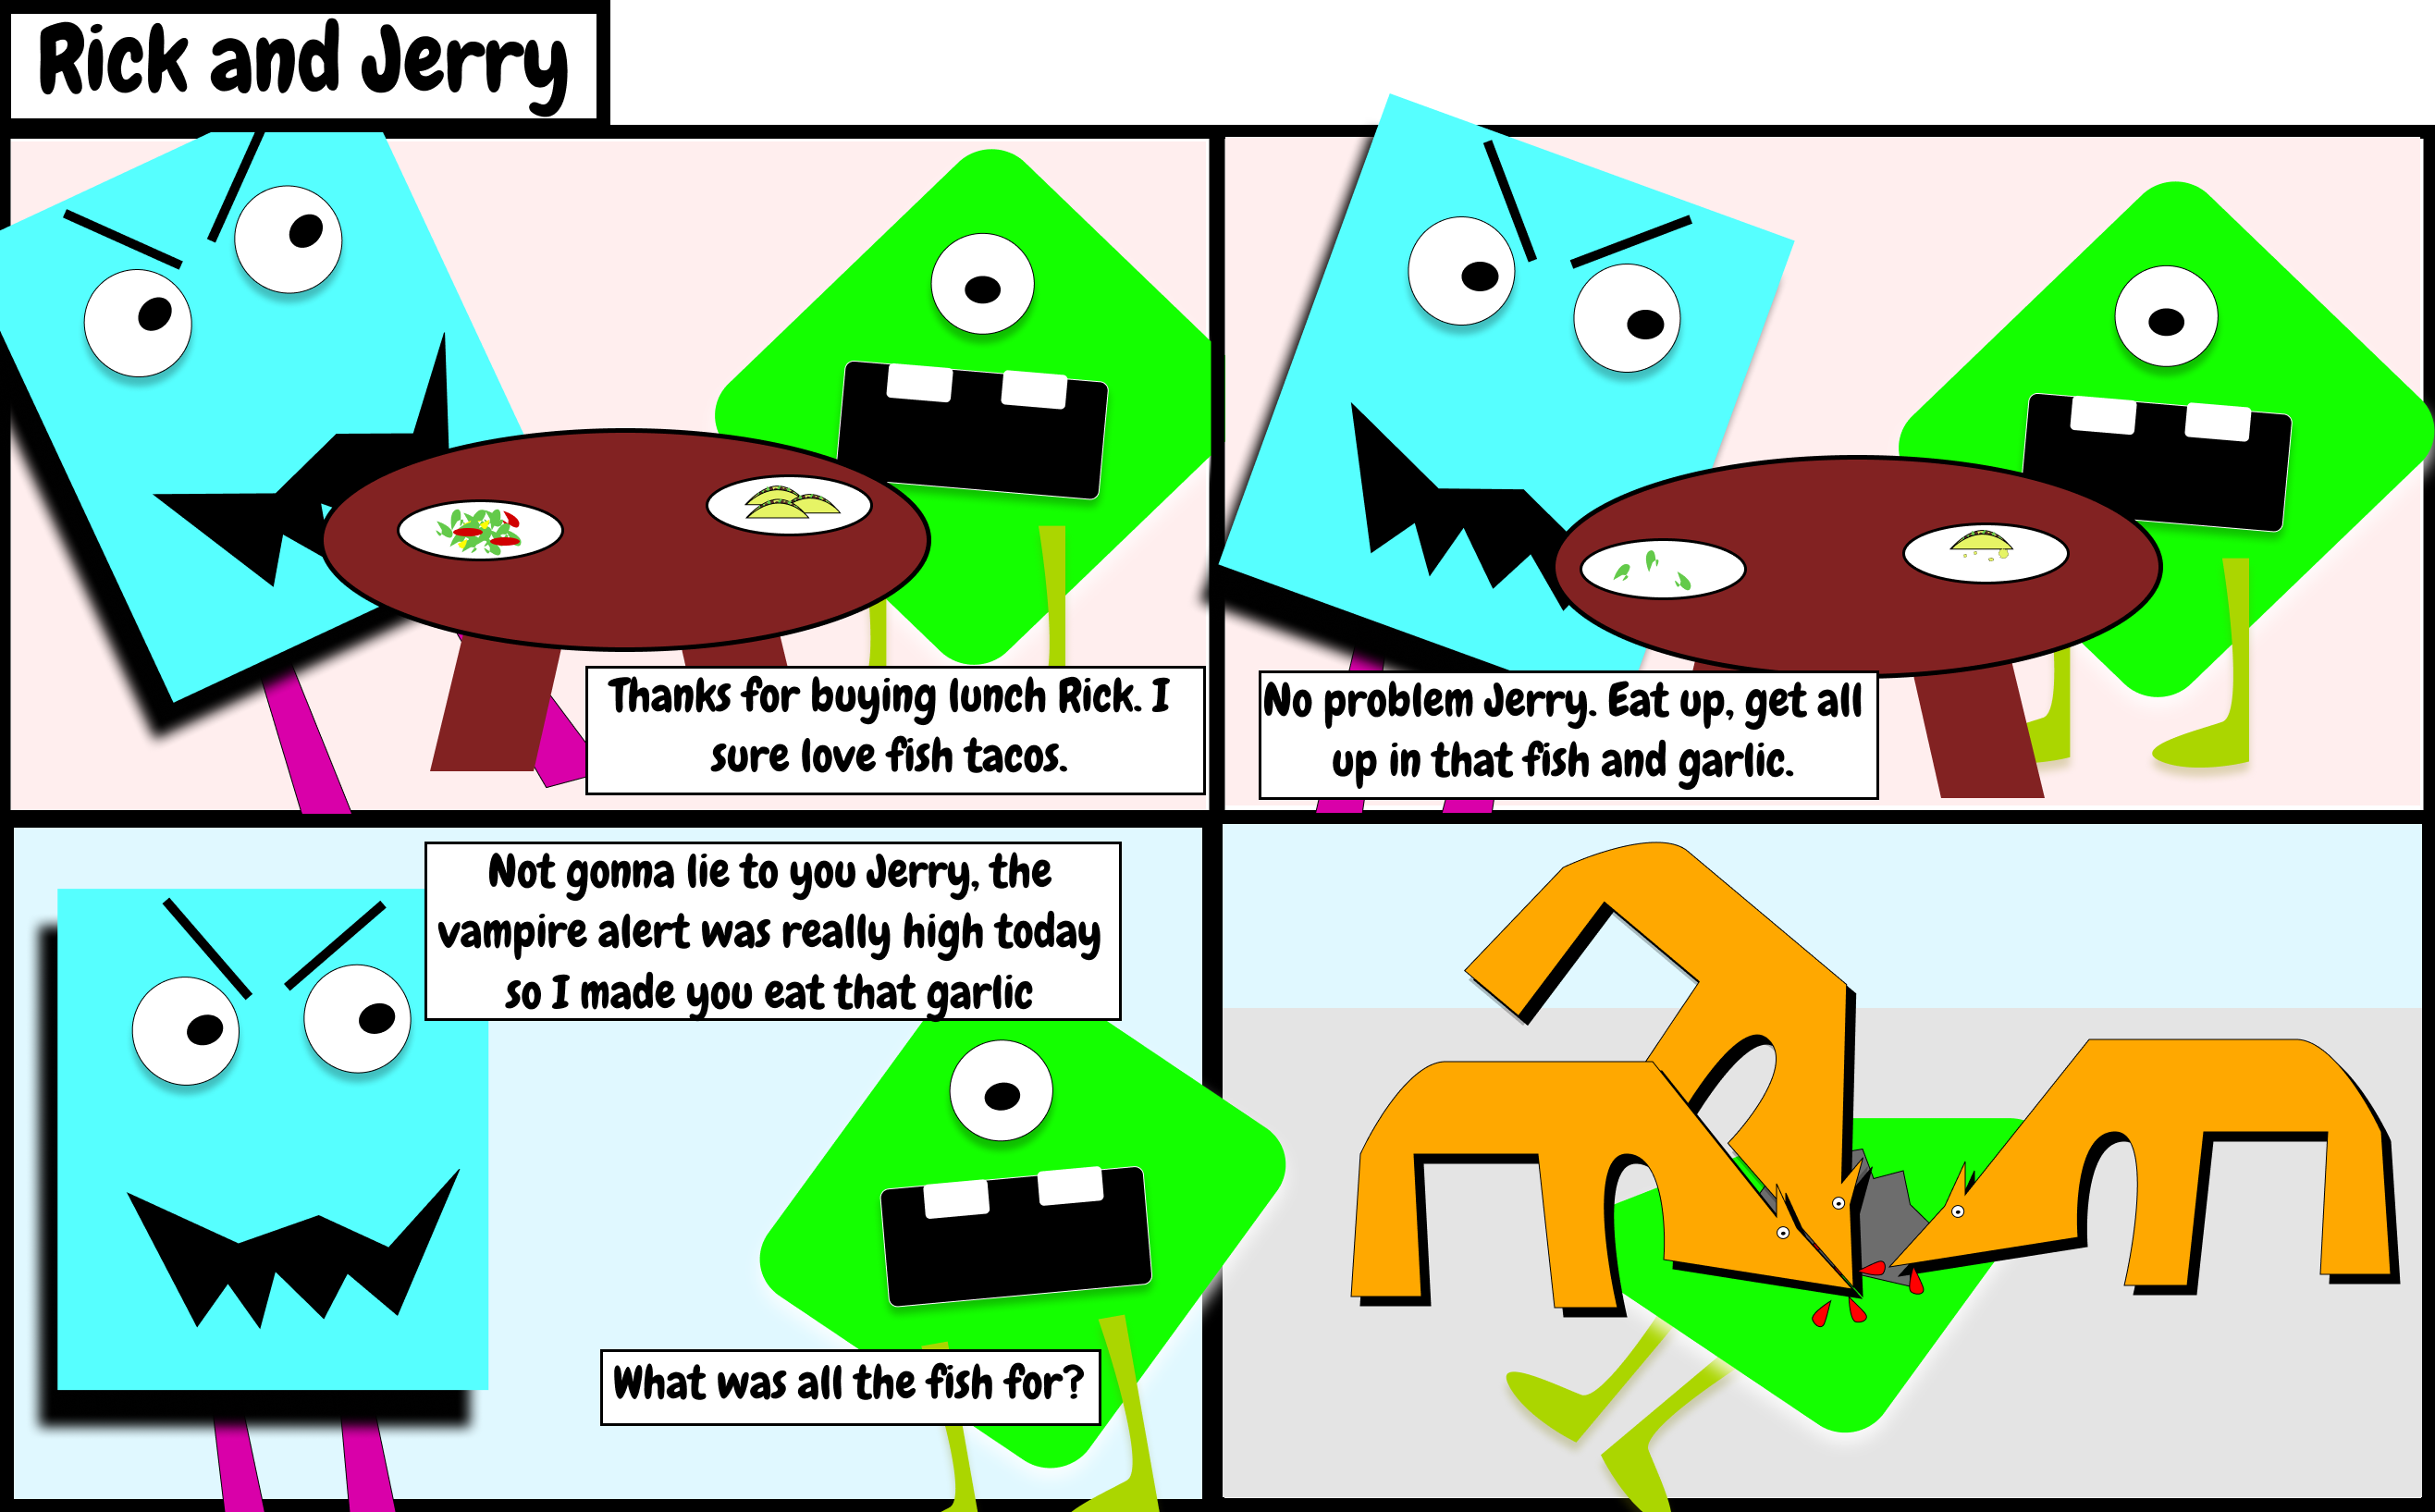 Rick and Jerry
Thanks for buying lunch Rick. I
sure love fish tacos.
No problem Jerry. Eat up, get all
up in that fish and garlic.
Not gonna lie to you Jerry, the
vampire alert was really high today
so I made you eat that garlic
What was all the fish for?